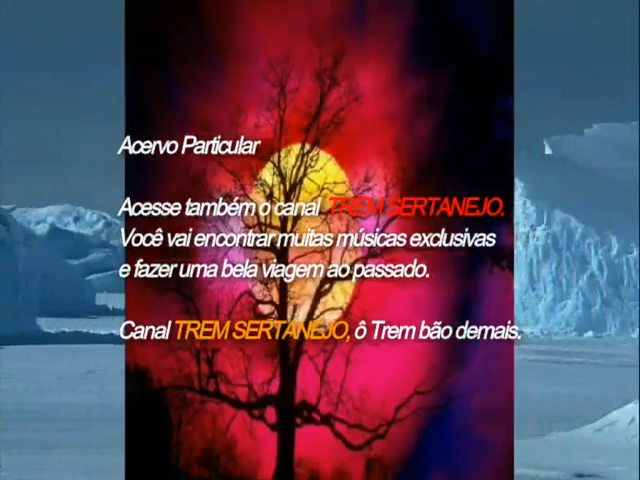 Acervo Particular
Acesse também o canal TREM SERTANEJO.
Você vai encontrar muitas músicas exclusivas
e fazer uma bela viagem ao passado.
Canal TREM SERTANEJO, ô Trem bão demais.